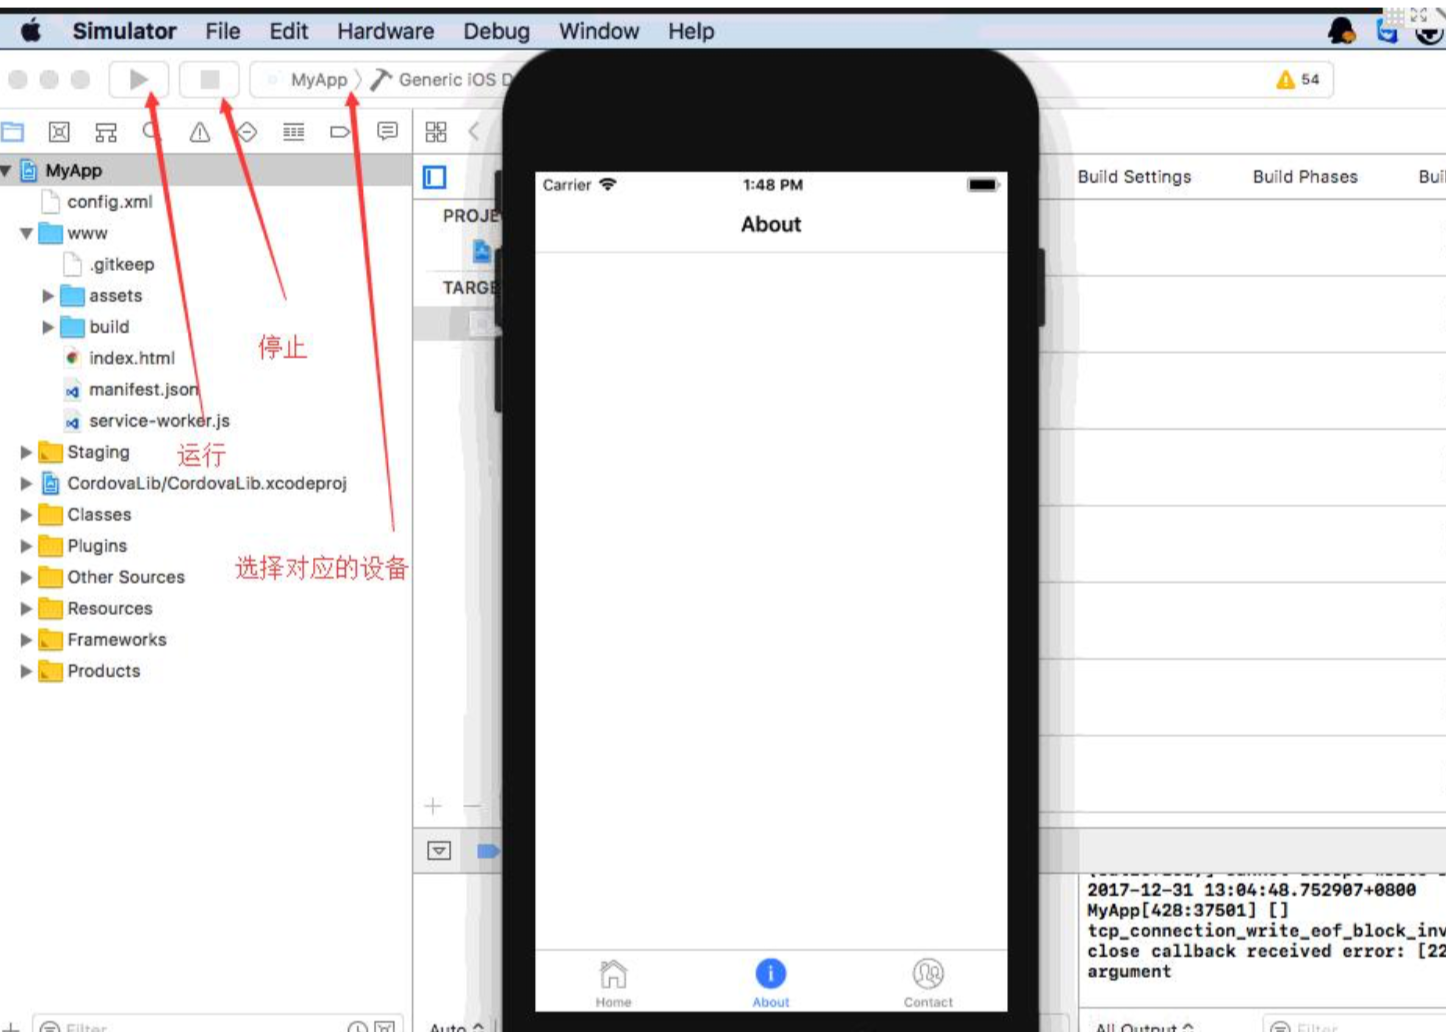 Simulator File Edit Hardware Debug Window Help
MyApp 〉 Generic iOS D
54
MyApp
Build Settings Build Phases Bui
config.xml
www
.gitkeep
assets
build
index.html
manifest.json
service-worker.js
Staging
CordovaLib/CordovaLib.xcodeproj
Classes
Plugins
Other Sources
Resources
Frameworks
Products
停止
运行
选择对应的设备
PROJE
TARGE
Carrier 1:48 PM
About
Home About Contact
2017-12-31 13:04:48.752907+0800
MyApp[428:37501] []
tcp_connection_write_eof_block_inv
close callback received error: [22
argument
Filter
Auto
All Output
Filter